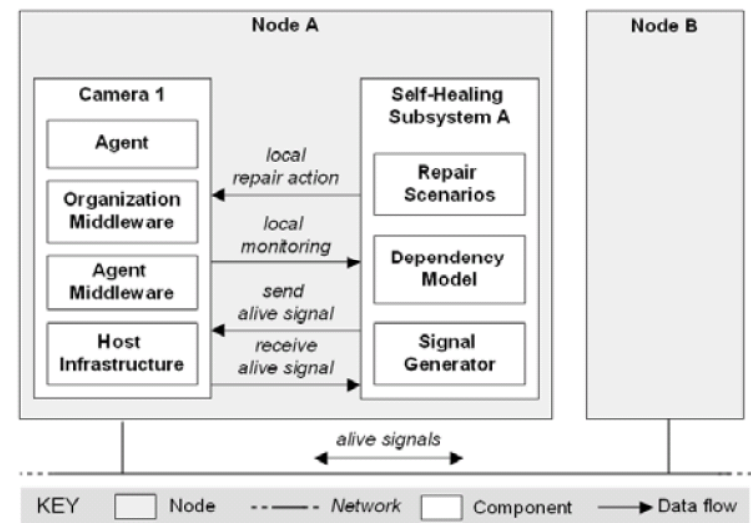 Node A
Node B
Camera 1
Agent
Organization
Middleware
Agent
Middleware
Host
Infrastructure
local
repair action
local
monitoring
send
alive signal
receive
alive signal
Self-Healing
Subsystem A
Repair
Scenarios
Dependency
Model
Signal
Generator
alive signals
KEY
Node
Network
Component
Data flow